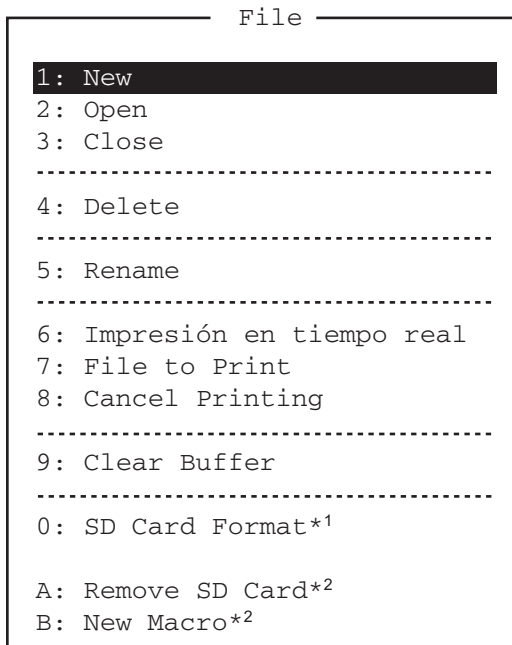 File
1: New
2: Open
3: Close
4: Delete
5: Rename
6: Impresión en tiempo real
7: File to Print
8: Cancel Printing
9: Clear Buffer
0: SD Card Format*1
A: Remove SD Card*2
B: New Macro*2